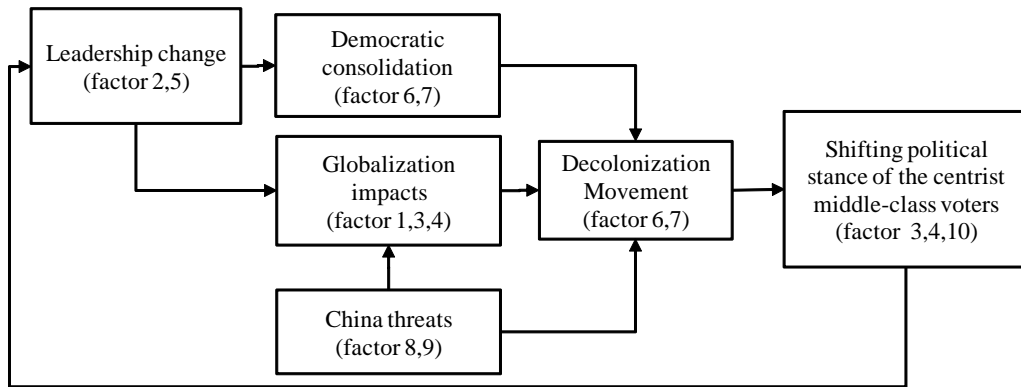 Leadership change
(factor 2,5)
Democratic
consolidation
(factor 6,7)
Globalization
impacts
(factor 1,3,4)
Decolonization
Movement
(factor 6,7)
Shifting political
stance of the centrist
middle-class voters
(factor 3,4,10)
China threats
(factor 8,9)